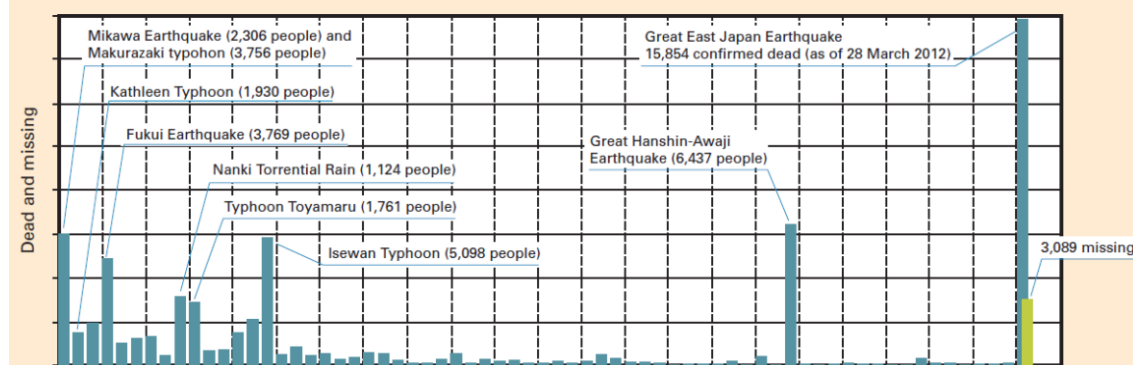 Mikawa Earthquake (2,306 people) and
Makurazaki typohon (3,756 people)
Kathleen Typhoon (1,930 people)
Fukui Earthquake (3,769 people)
Nanki Torrential Rain (1,124 people)
Typhoon Toyamaru (1,761 people)
Isewan Typhoon (5,098 people)
Great Hanshin-Awaji
Earthquake (6,437 people)
Great East Japan Earthquake
15,854 confirmed dead (as of 28 March 2012)
3,089 missing
Dead and missing